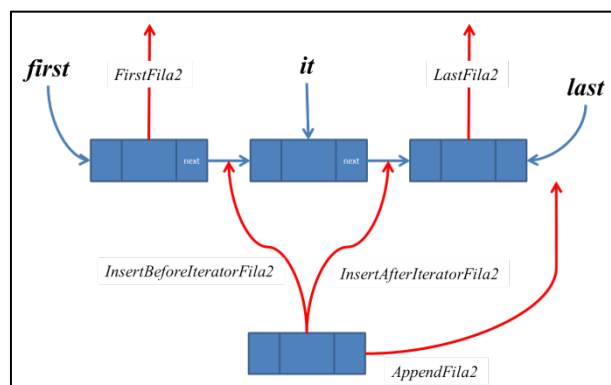 first
FirstFila2
it
LastFila2
last
next
next
InsertBeforeIteratorFila2
InsertAfterIteratorFila2
AppendFila2